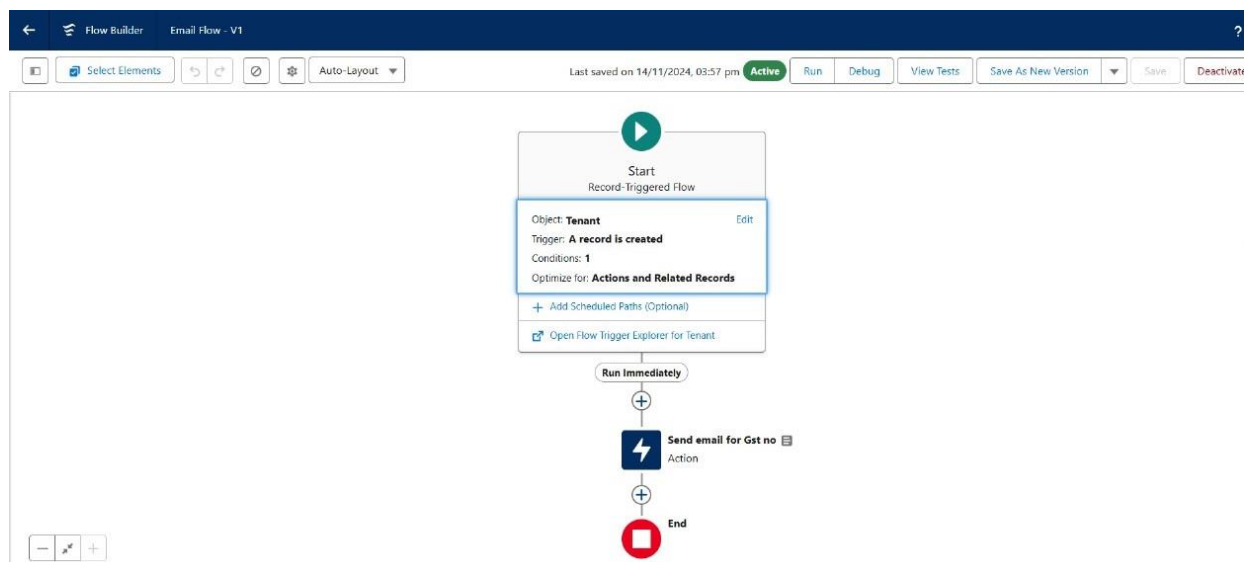 Flow Builder Email Flow - V1 ?
Select Elements Auto-Layout Last saved on 14/11/2024, 03:57 pm Active Run Debug View Tests Save As New Version Save Deactivate
Start
Record-Triggered Flow
Object: Tenant Edit
Trigger: A record is created
Conditions: 1
Optimize for: Actions and Related Records
Add Scheduled Paths (Optional)
Open Flow Trigger Explorer for Tenant
Run Immediately
Send email for Gst no
Action
End